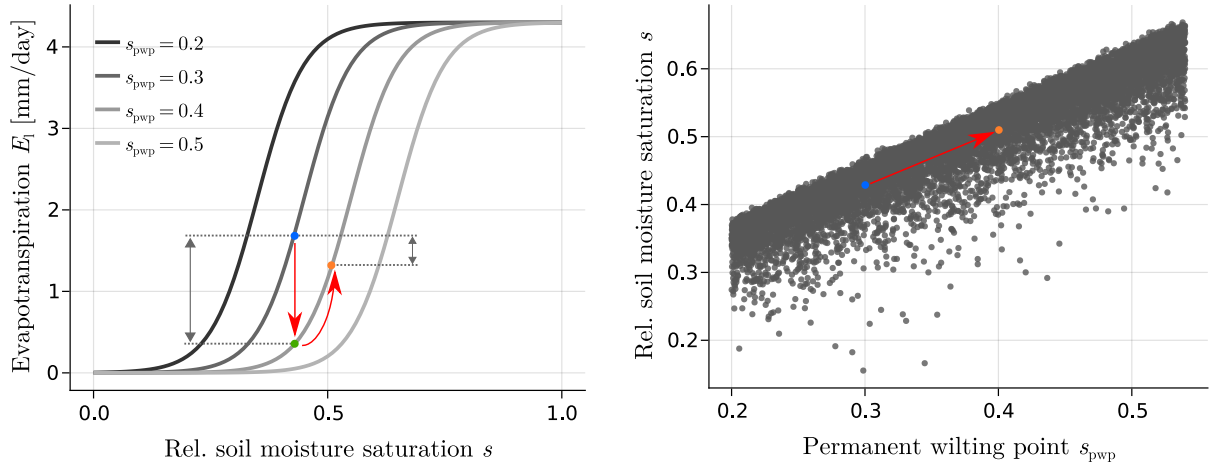 Evapotranspiration E_l [mm/day]
4
3
2
1
0
s_pwp = 0.2
s_pwp = 0.3
s_pwp = 0.4
s_pwp = 0.5
0.0 0.5 1.0
Rel. soil moisture saturation s
Rel. soil moisture saturation s
0.6
0.5
0.4
0.3
0.2
0.2 0.3 0.4 0.5
Permanent wilting point s_pwp